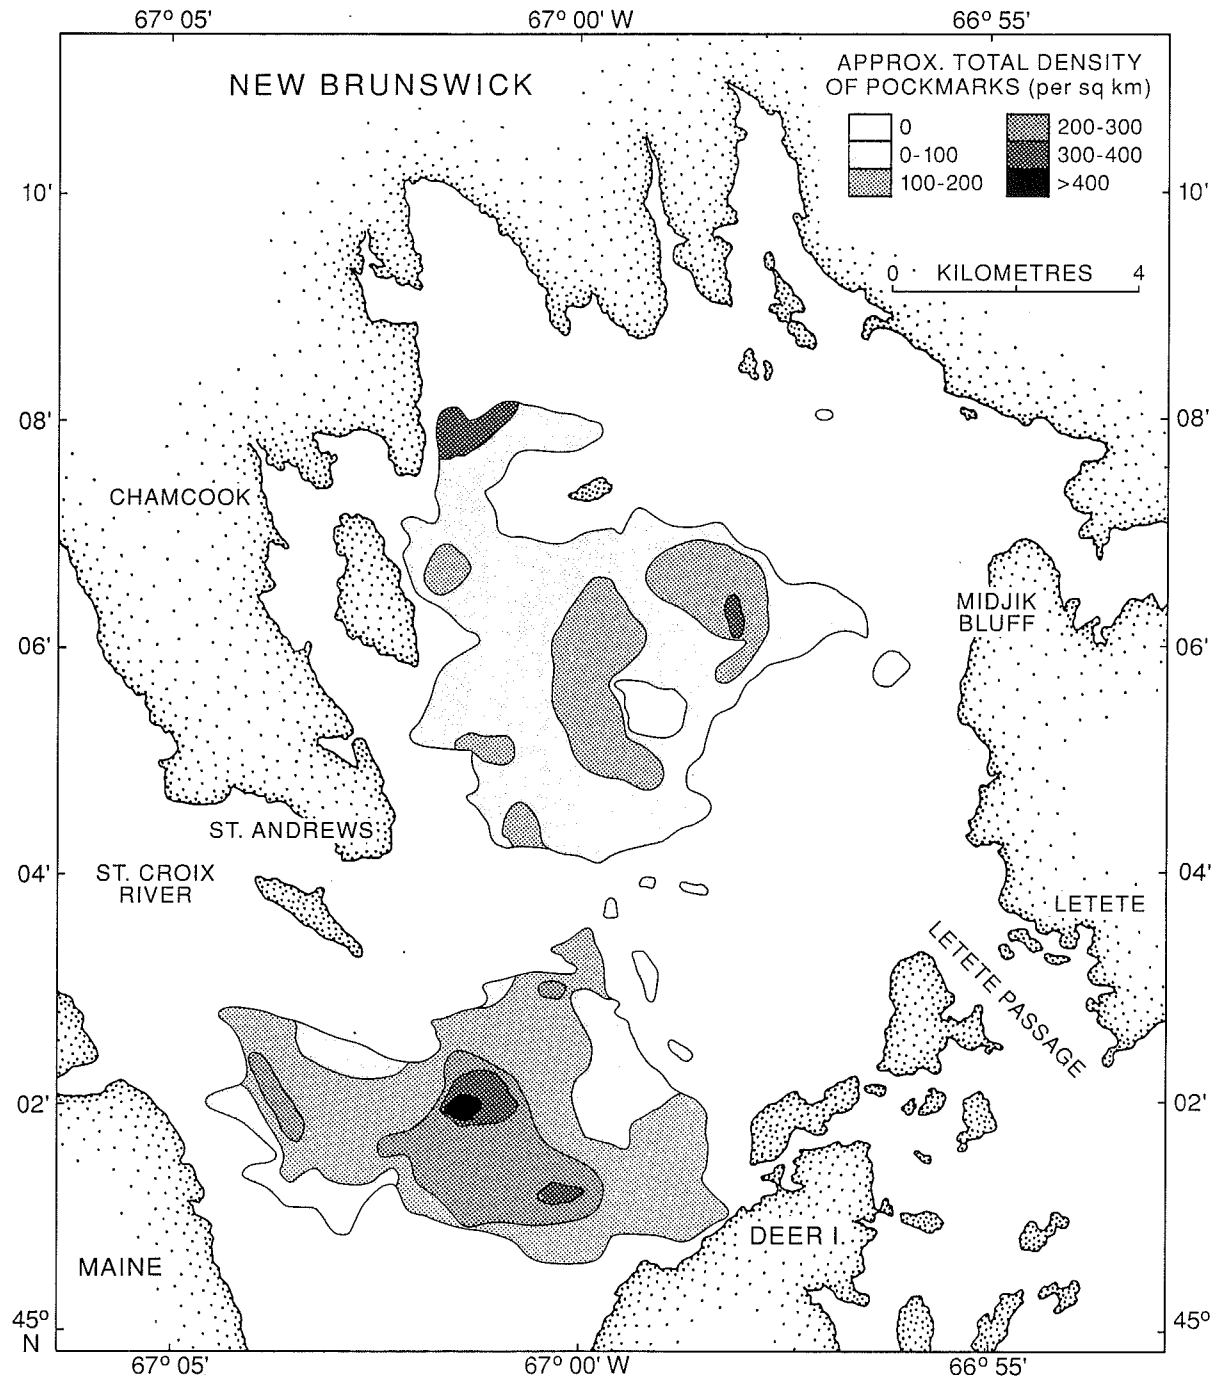 67° 05'
67° 00' W
66° 55'
NEW BRUNSWICK
APPROX. TOTAL DENSITY
OF POCKMARKS (per sq km)
0
200-300
0-100
300-400
100-200
>400
10'
10'
0 KILOMETRES 4
08'
08'
CHAMCOOK
MIDJIK
BLUFF
06'
06'
ST. ANDREWS
04'
04'
ST. CROIX
RIVER
LETETE
LETETE PASSAGE
02'
02'
DEER I.
MAINE
45°
N
45°
67° 05'
67° 00' W
66° 55'